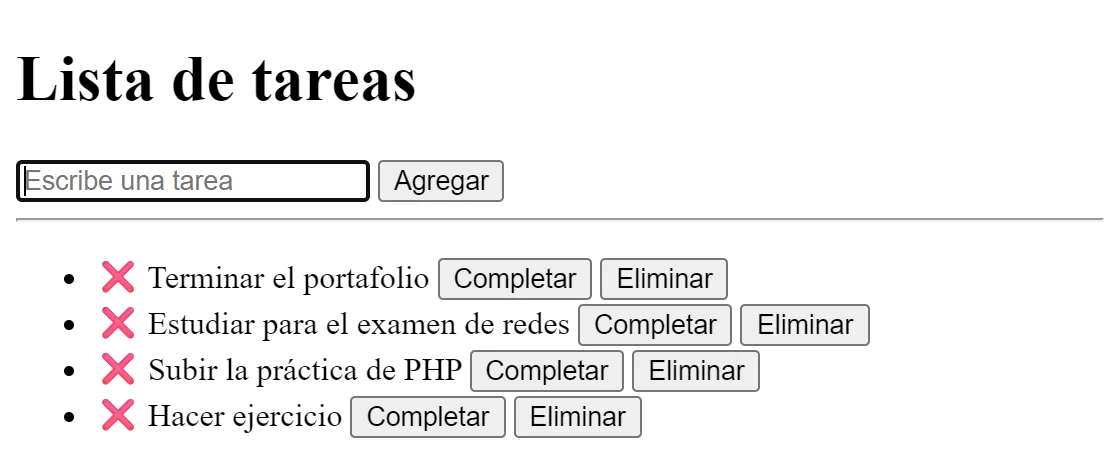 Lista de tareas
Escribe una tarea Agregar
• ❌ Terminar el portafolio Completar Eliminar
• ❌ Estudiar para el examen de redes Completar Eliminar
• ❌ Subir la práctica de PHP Completar Eliminar
• ❌ Hacer ejercicio Completar Eliminar